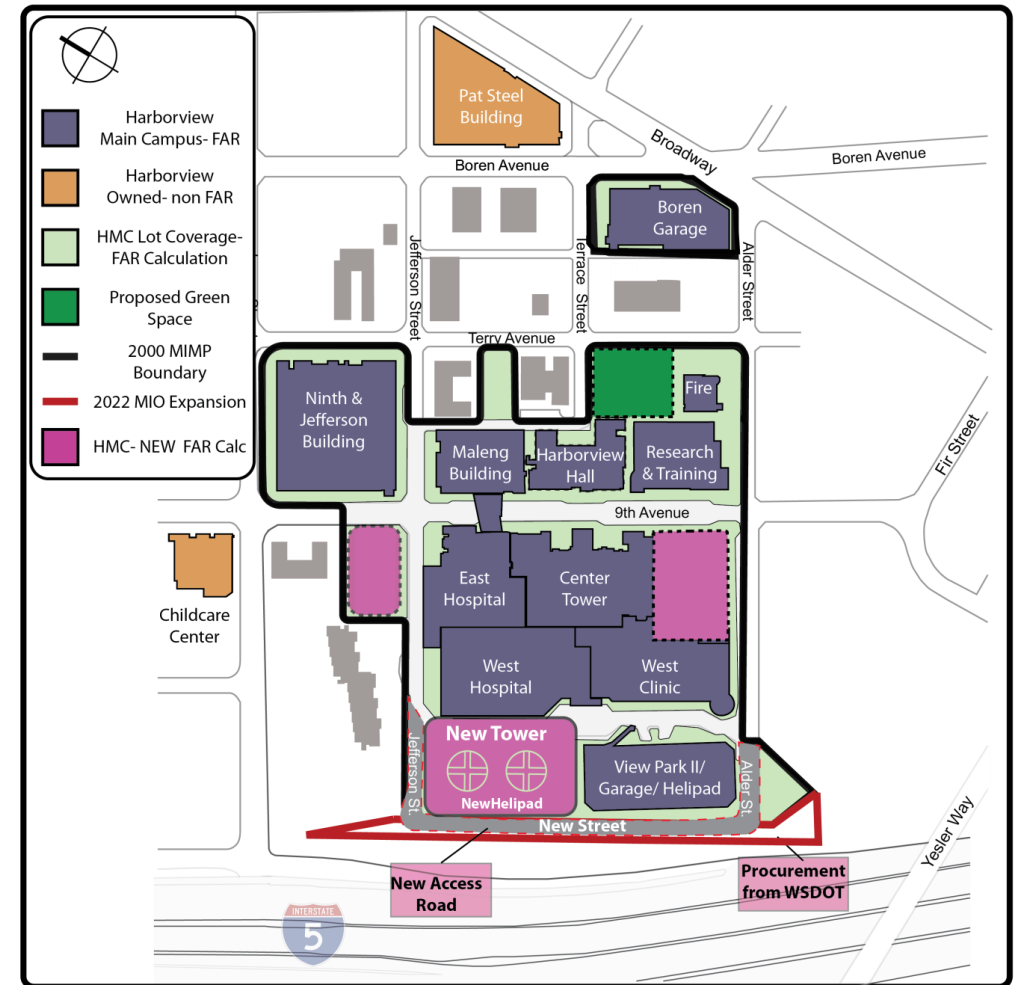 Harborview
Main Campus- FAR
Harborview
Owned- non FAR
HMC Lot Coverage-
FAR Calculation
Proposed Green
Space
2000 MIMP
Boundary
2022 MIO Expansion
HMC- NEW  FAR Calc
Pat Steel
Building
Broadway
Boren Avenue
Boren Avenue
Boren
Garage
Jefferson Street
Terrace Street
Alder Street
Terry Avenue
Ninth &
Jefferson
Building
Fire
Maleng
Building
Harborview
Hall
Research
& Training
Fir Street
9th Avenue
East
Hospital
Center
Tower
Childcare
Center
West
Hospital
West
Clinic
New Tower
NewHelipad
Jefferson St.
View Park II/
Garage/ Helipad
Alder St.
New Street
Yesler Way
New Access
Road
Procurement
from WSDOT
INTERSTATE
5